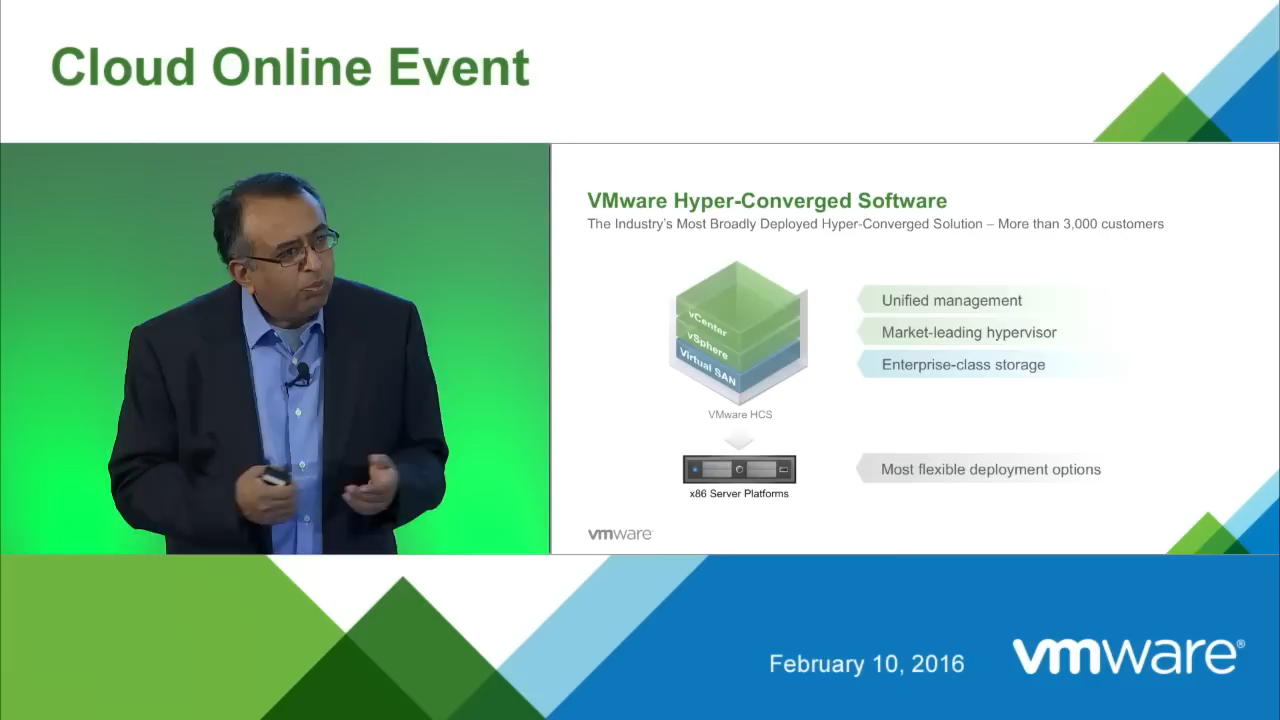 Cloud Online Event
VMware Hyper-Converged Software
The Industry's Most Broadly Deployed Hyper-Converged Solution – More than 3,000 customers
vCenter
vSphere
Virtual SAN
VMware HCS
x86 Server Platforms
Unified management
Market-leading hypervisor
Enterprise-class storage
Most flexible deployment options
vmware
February 10, 2016
vmware®